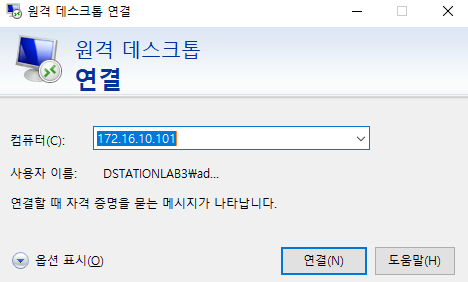 원격 데스크톱 연결
원격 데스크톱
연결
컴퓨터(C):
172.16.10.101
사용자 이름:
DSTATIONLAB3₩ad...
연결할 때 자격 증명을 묻는 메시지가 나타납니다.
옵션 표시(O)
연결(N)
도움말(H)